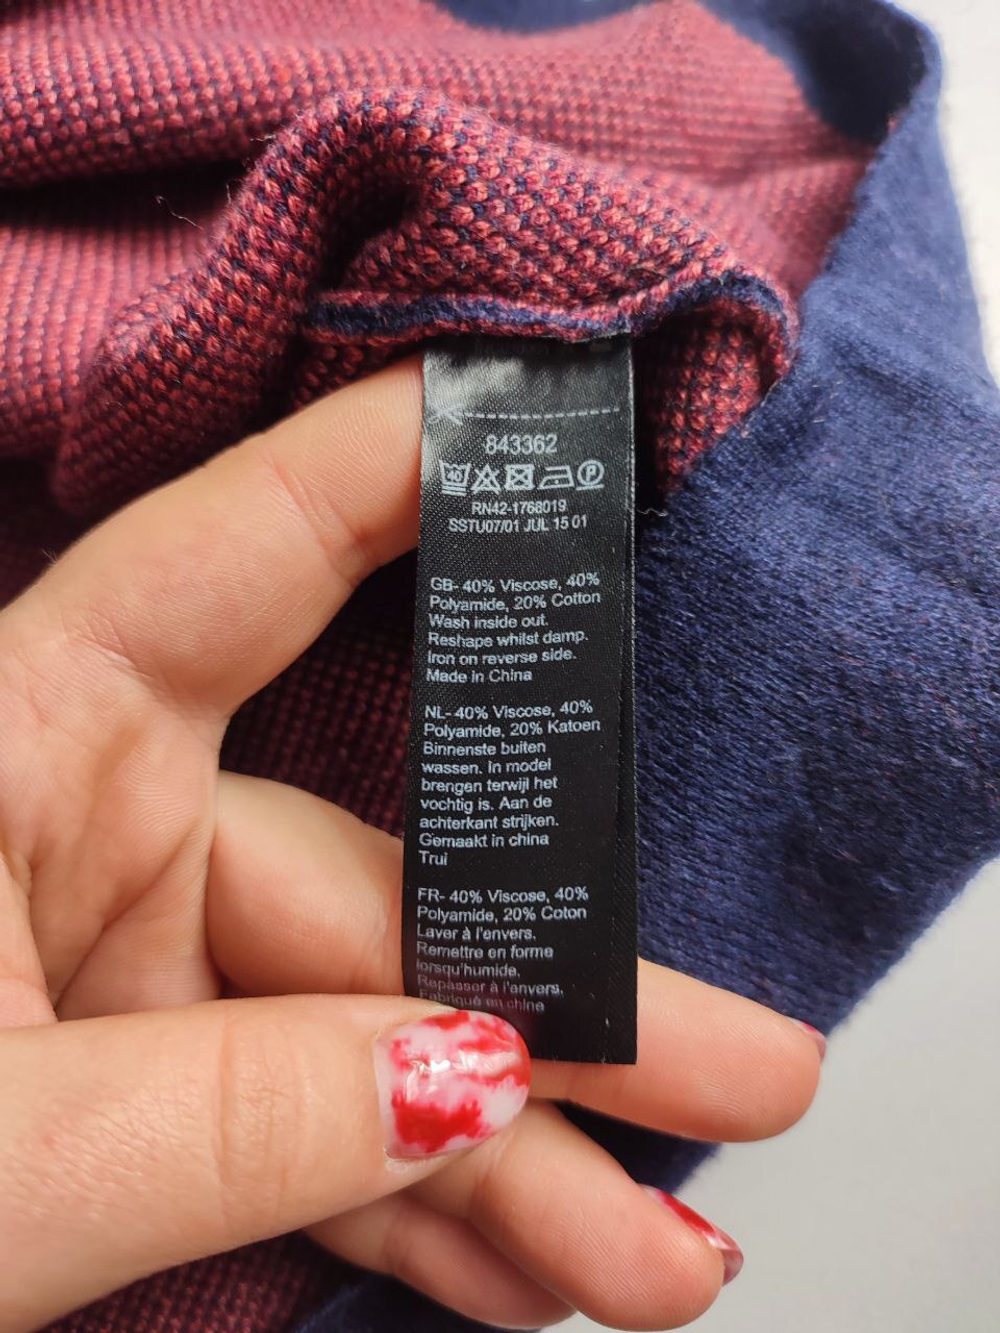 843362
40 P
RN42-1768019
SSTU07/01 JUL 15 01
GB- 40% Viscose, 40%
Polyamide, 20% Cotton
Wash inside out.
Reshape whilst damp.
Iron on reverse side.
Made in China
NL- 40% Viscose, 40%
Polyamide, 20% Katoen
Binnenste buiten
wassen. In model
brengen terwijl het
vochtig is. Aan de
achterkant strijken.
Gemaakt in china
Trui
FR- 40% Viscose, 40%
Polyamide, 20% Coton
Laver à l'envers.
Remettre en forme
lorsqu'humide.
Repasser à l'envers.
Fabriqué en chine